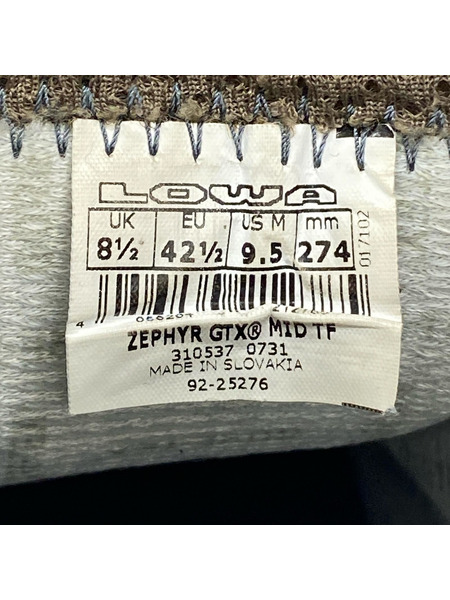 LOWA
UK EU US M mm
8½ 42½ 9.5 274
017102
4
ZEPHYR GTX® MID TF
310537 0731
MADE IN SLOVAKIA
92-25276